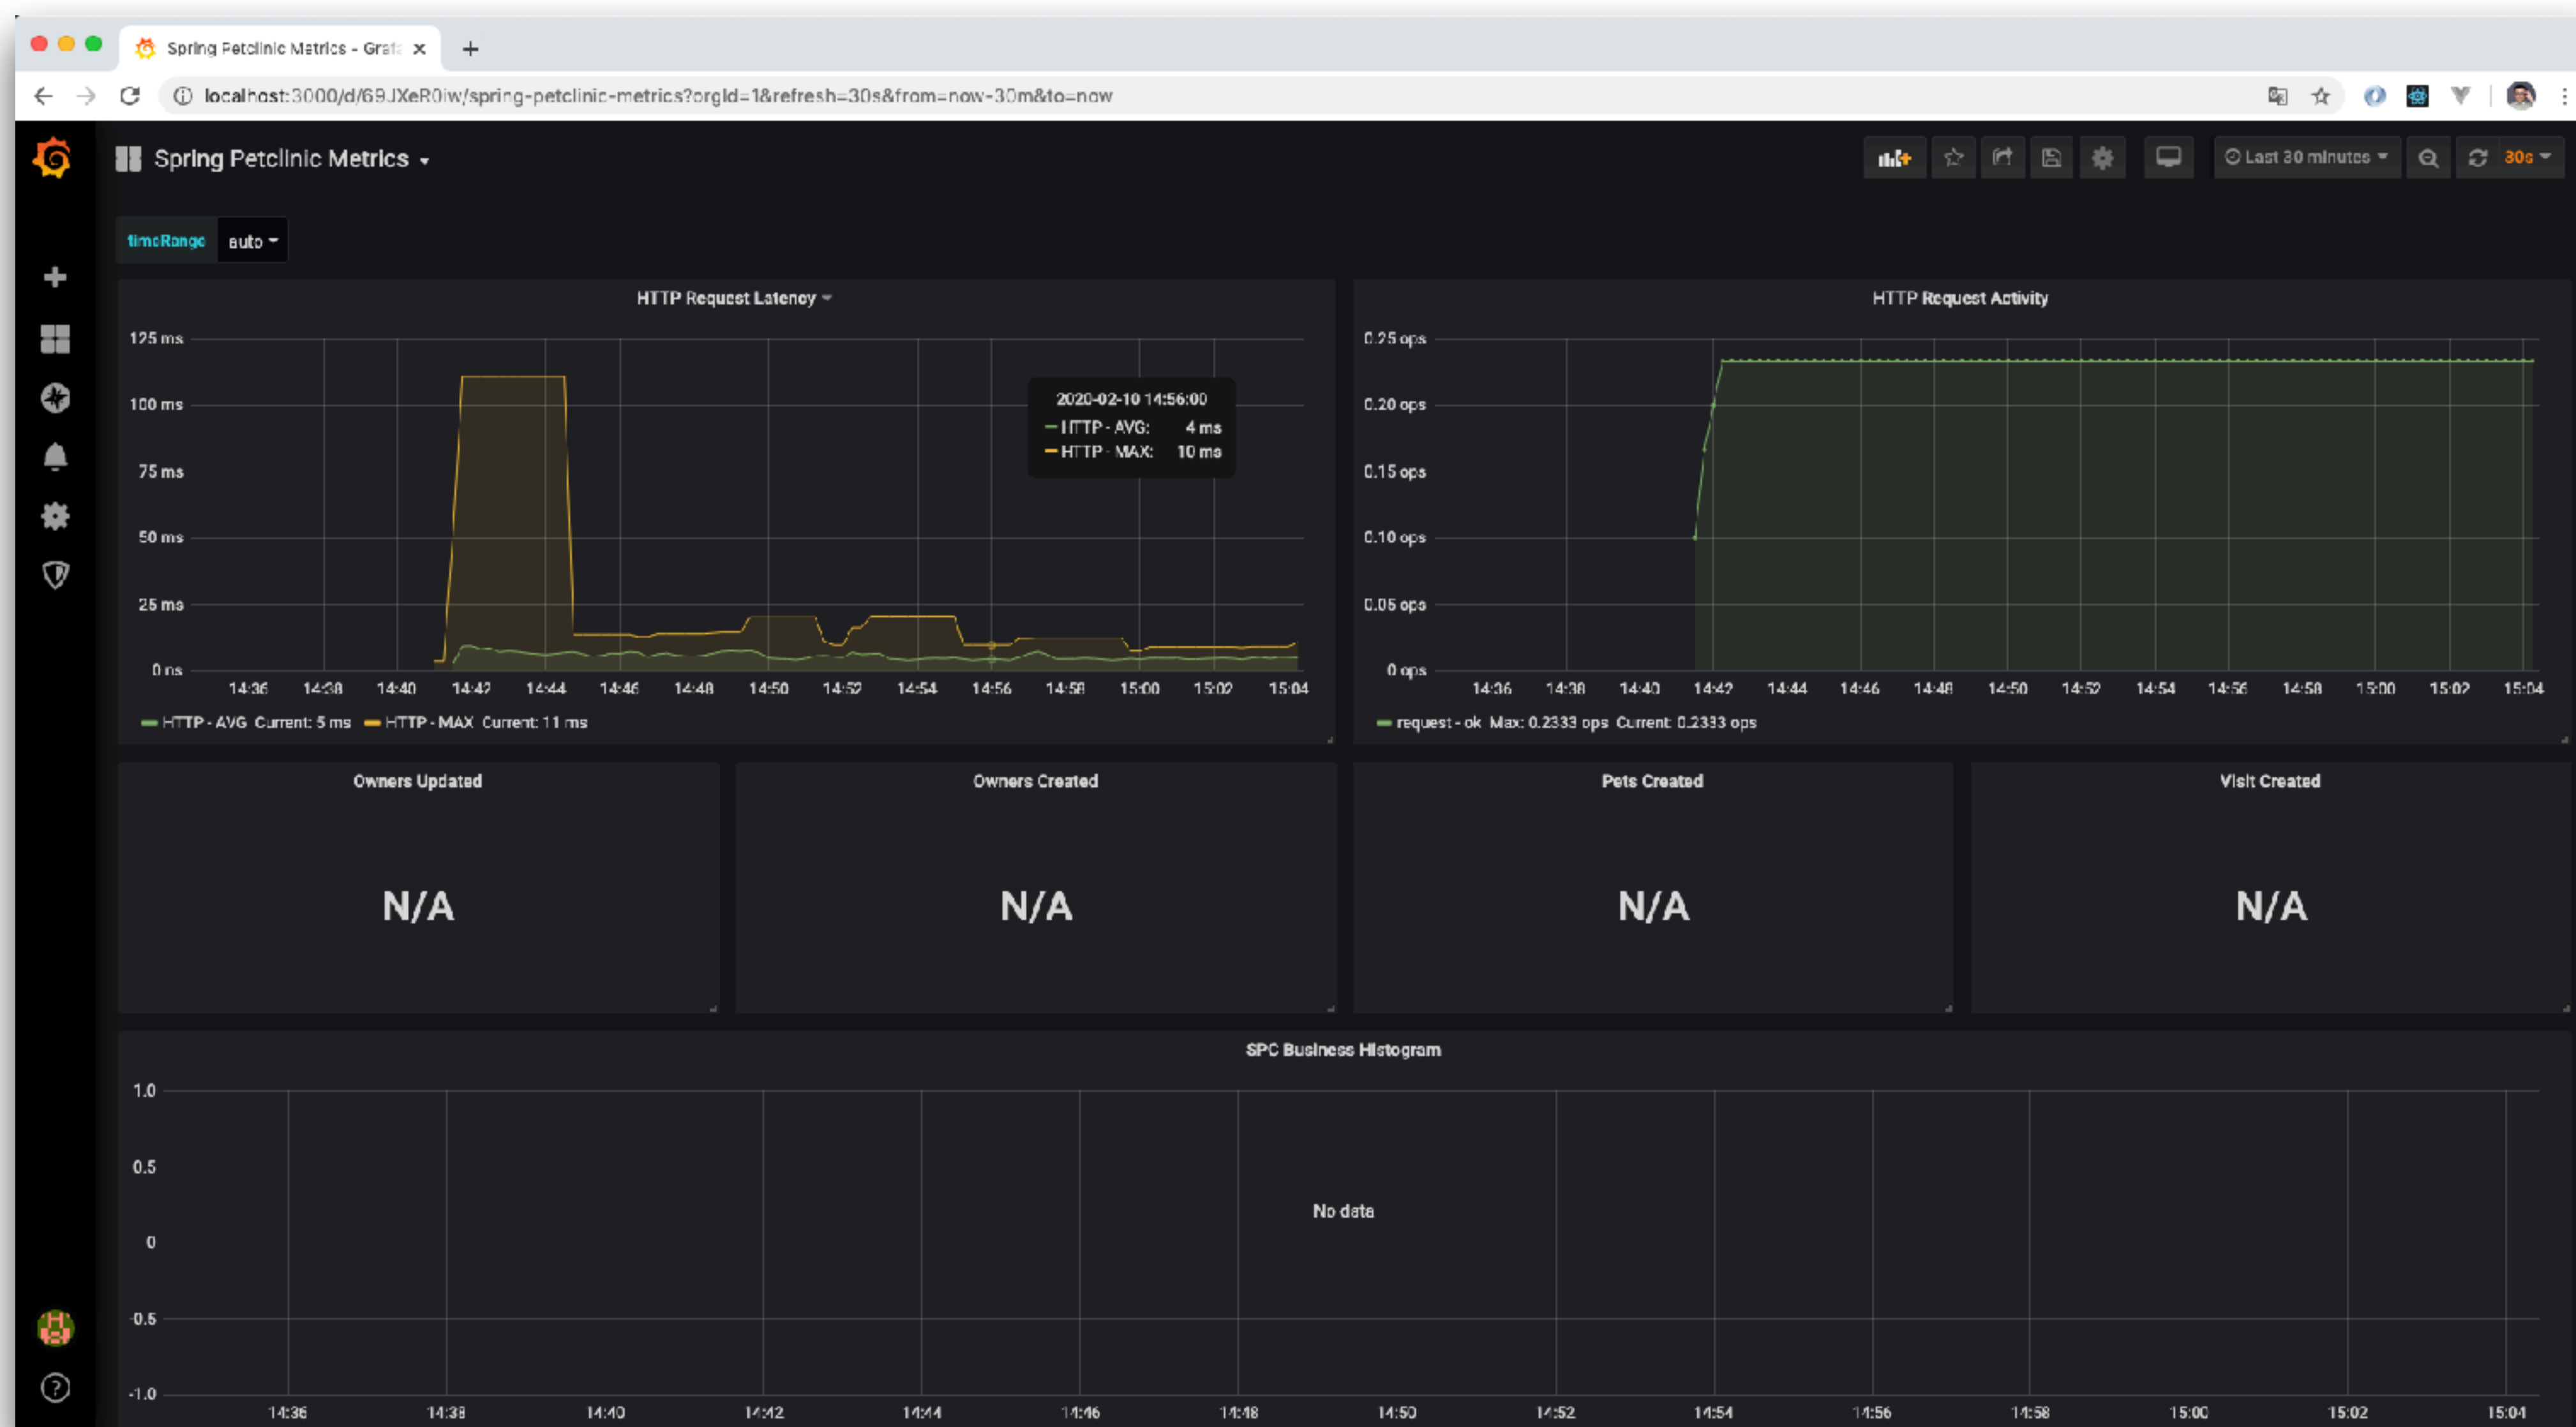 Spring Petclinic Metrics - Grafa
localhost:3000/d/69JXeR0iw/spring-petclinic-metrics?orgId=1&refresh=30s&from=now-30m&to=now
Spring Petclinic Metrics
Last 30 minutes
30s
timeRange auto
HTTP Request Latency
125 ms
100 ms
75 ms
50 ms
25 ms
0 ns
14:36 14:38 14:40 14:42 14:44 14:46 14:48 14:50 14:52 14:54 14:56 14:58 15:00 15:02 15:04
2020-02-10 14:56:00
HTTP - AVG: 4 ms
HTTP - MAX: 10 ms
HTTP - AVG Current: 5 ms HTTP - MAX Current: 11 ms
HTTP Request Activity
0.25 ops
0.20 ops
0.15 ops
0.10 ops
0.05 ops
0 ops
14:36 14:38 14:40 14:42 14:44 14:46 14:48 14:50 14:52 14:54 14:56 14:58 15:00 15:02 15:04
request - ok Max: 0.2333 ops Current: 0.2333 ops
Owners Updated
N/A
Owners Created
N/A
Pets Created
N/A
Visit Created
N/A
SPC Business Histogram
1.0
0.5
0
-0.5
-1.0
No data
14:36 14:38 14:40 14:42 14:44 14:46 14:48 14:50 14:52 14:54 14:56 14:58 15:00 15:02 15:04